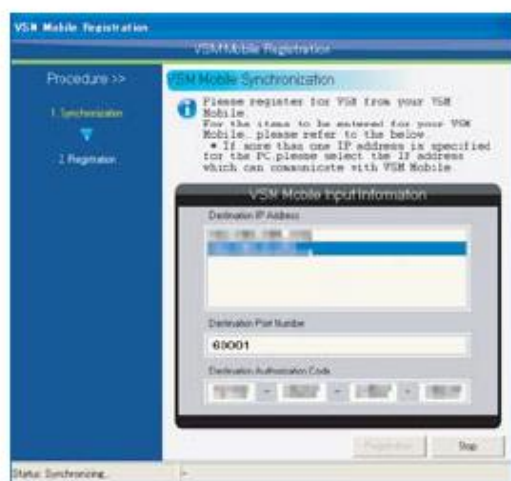 VSM Mobile Registration
VSM Mobile Registration
Procedure >>
1. Synchronization
2. Registration
VSM Mobile Synchronization
Please register for VSM from your VSM
Mobile.
For the items to be entered for your VSM
Mobile, please refer to the below
* If more than one IP address is specified
for the PC please select the IP address
which can communicate with VSM Mobile
VSM Mobile Input Information
Destination IP Address
Destination Port Number
60001
Destination Authorization Code
- - -
Registration
Stop
Status: Synchronizing...